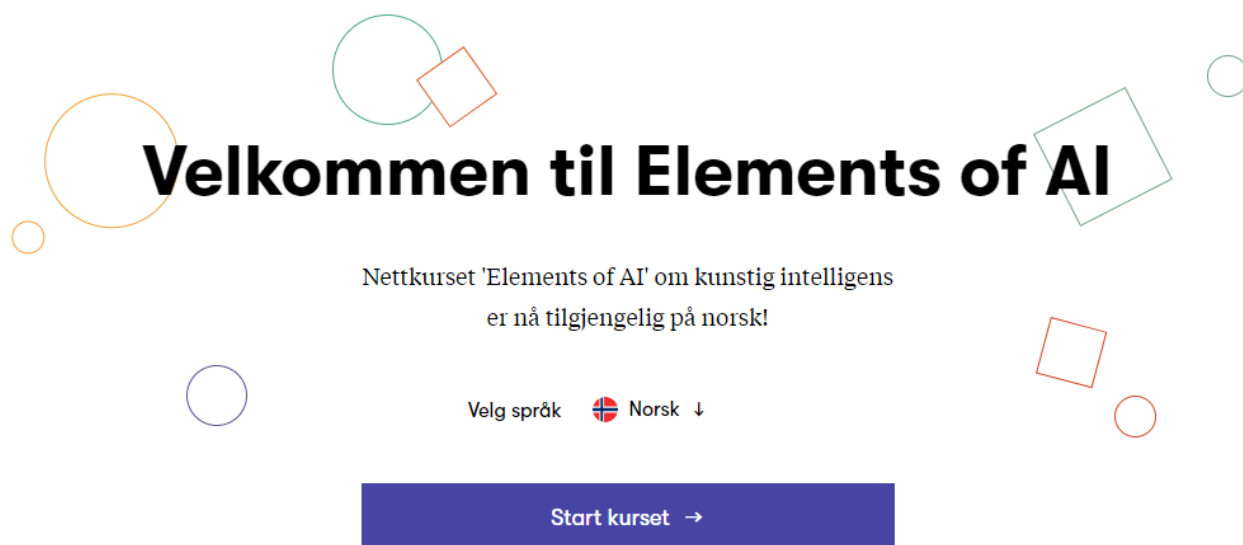 Velkommen til Elements of AI
Nettkurset 'Elements of AI' om kunstig intelligens
er nå tilgjengelig på norsk!
Velg språk Norsk ↓
Start kurset →